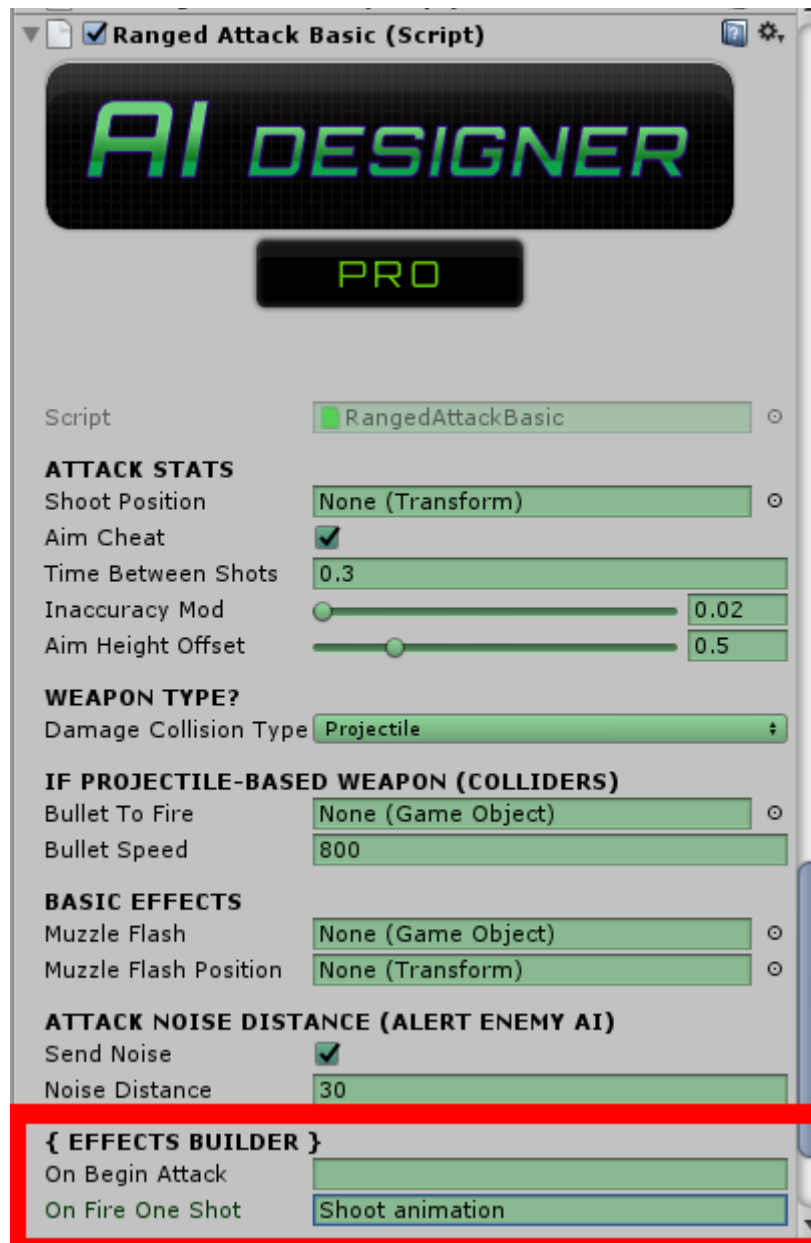 Ranged Attack Basic (Script)
AI DESIGNER
PRO
Script RangedAttackBasic
ATTACK STATS
Shoot Position None (Transform)
Aim Cheat
Time Between Shots 0.3
Inaccuracy Mod 0.02
Aim Height Offset 0.5
WEAPON TYPE?
Damage Collision Type Projectile
IF PROJECTILE-BASED WEAPON (COLLIDERS)
Bullet To Fire None (Game Object)
Bullet Speed 800
BASIC EFFECTS
Muzzle Flash None (Game Object)
Muzzle Flash Position None (Transform)
ATTACK NOISE DISTANCE (ALERT ENEMY AI)
Send Noise
Noise Distance 30
{ EFFECTS BUILDER }
On Begin Attack
On Fire One Shot Shoot animation